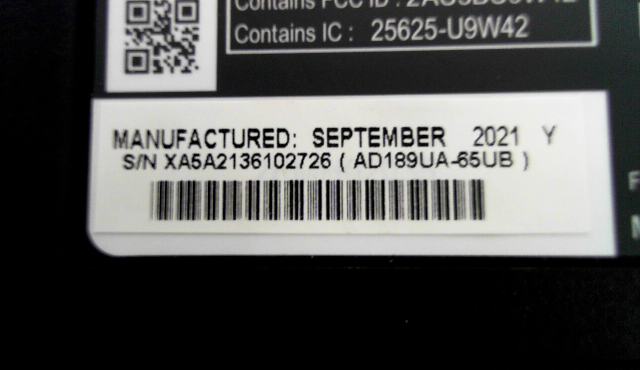 Contains IC : 25625-U9W42
MANUFACTURED: SEPTEMBER 2021 Y
S/N XA5A2136102726 ( AD189UA-65UB )